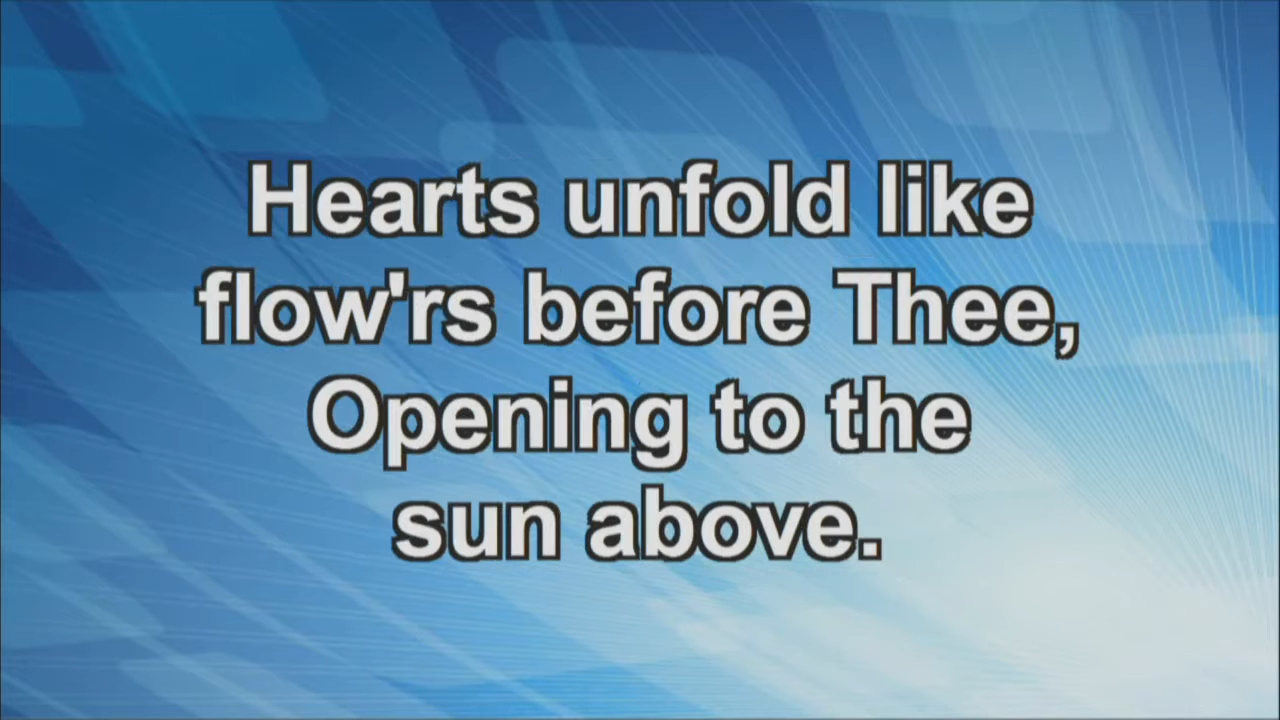 Hearts unfold like
flow'rs before Thee,
Opening to the
sun above.